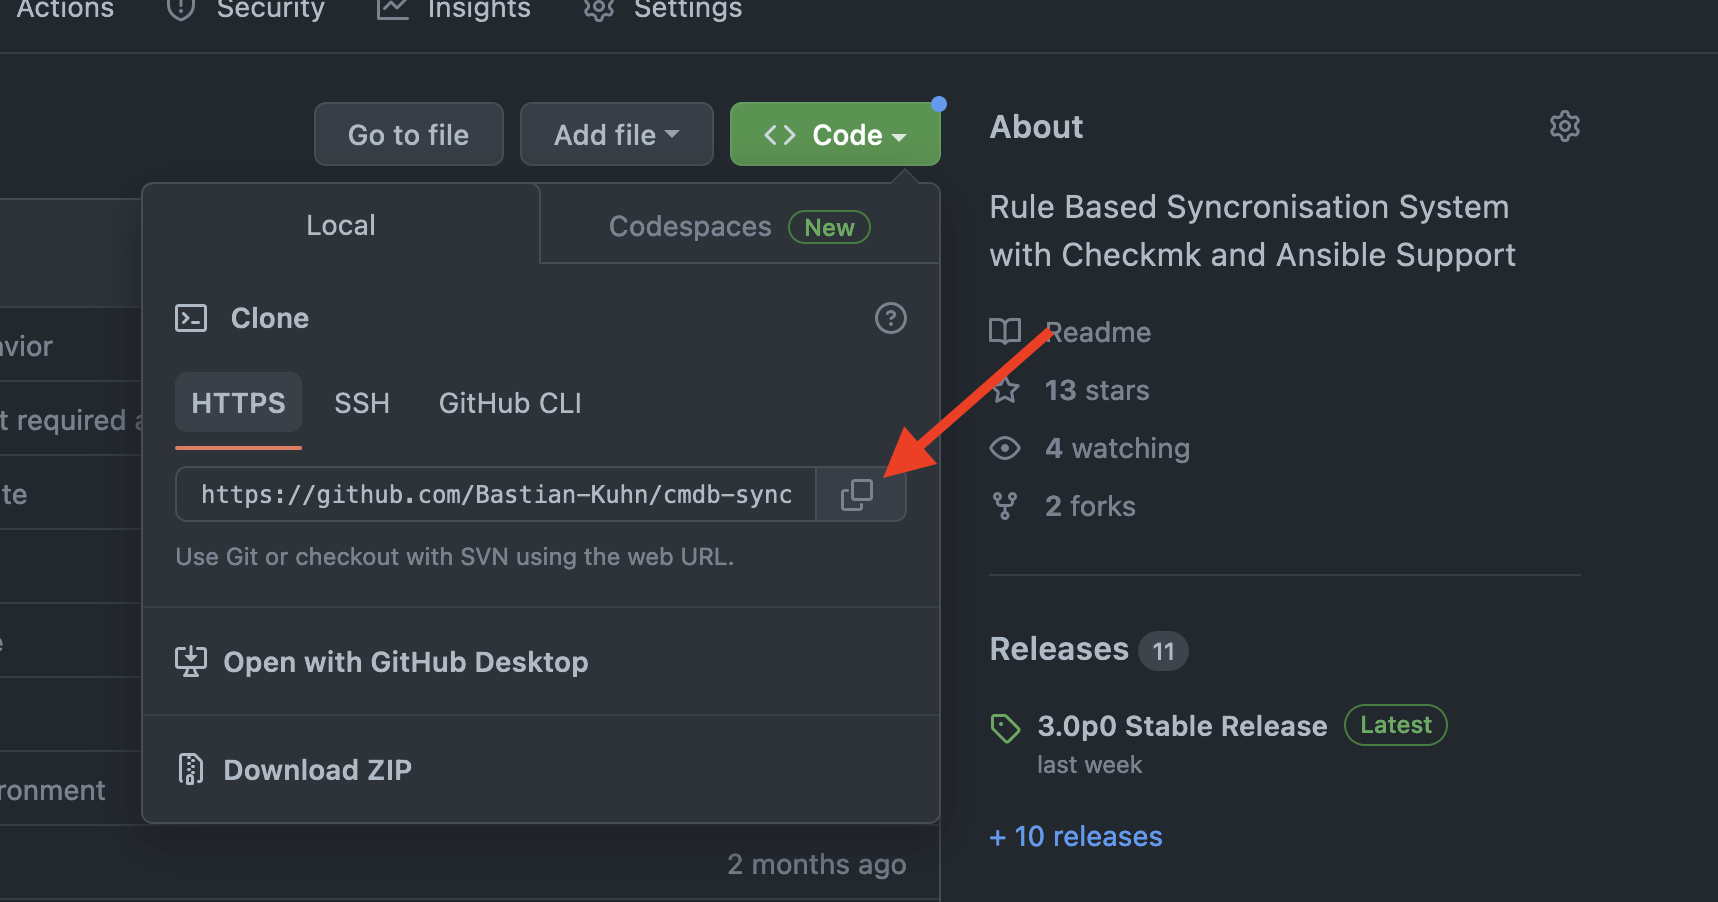 Actions Security Insights Settings
Go to file Add file Code
Local Codespaces New
Clone
HTTPS SSH GitHub CLI
https://github.com/Bastian-Kuhn/cmdb-sync
Use Git or checkout with SVN using the web URL.
Open with GitHub Desktop
Download ZIP
t required
2 months ago
About
Rule Based Syncronisation System
with Checkmk and Ansible Support
Readme
13 stars
4 watching
2 forks
Releases 11
3.0p0 Stable Release Latest
last week
+ 10 releases